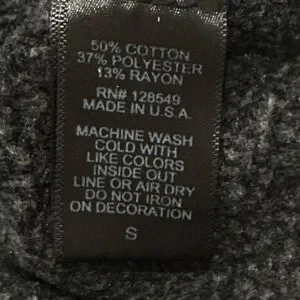 50% COTTON
37% POLYESTER
13% RAYON
RN# 128549
MADE IN U.S.A.
MACHINE WASH
COLD WITH
LIKE COLORS
INSIDE OUT
LINE OR AIR DRY
DO NOT IRON
ON DECORATION
S